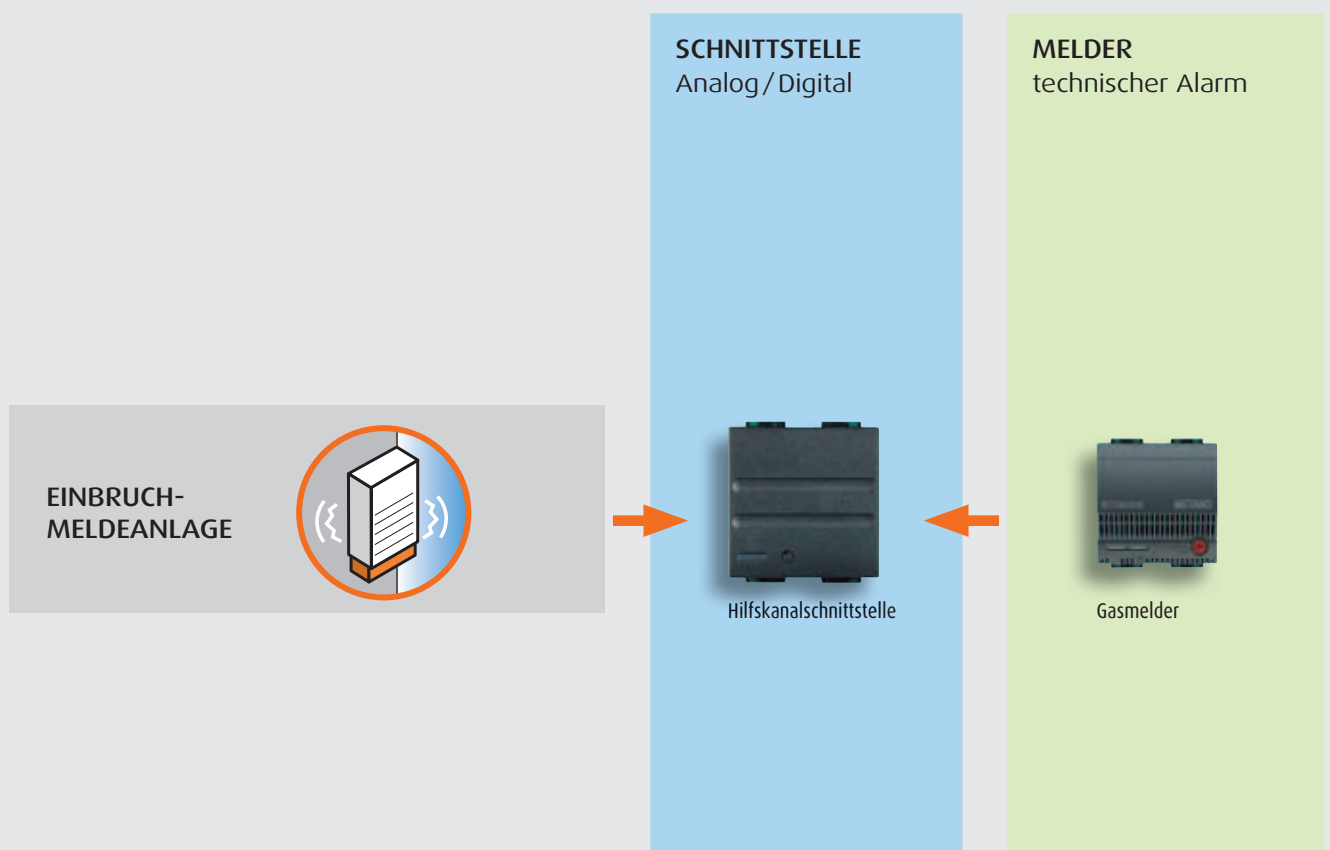 SCHNITTSTELLE
Analog / Digital
MELDER
technischer Alarm
EINBRUCH-
MELDEANLAGE
Hilfskanalschnittstelle
Gasmelder